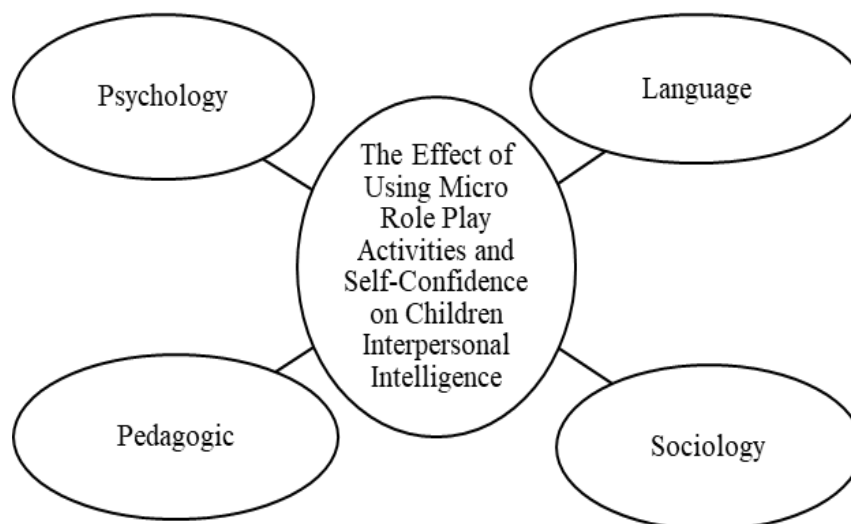 Psychology
Language
The Effect of
Using Micro
Role Play
Activities and
Self-Confidence
on Children
Interpersonal
Intelligence
Pedagogic
Sociology